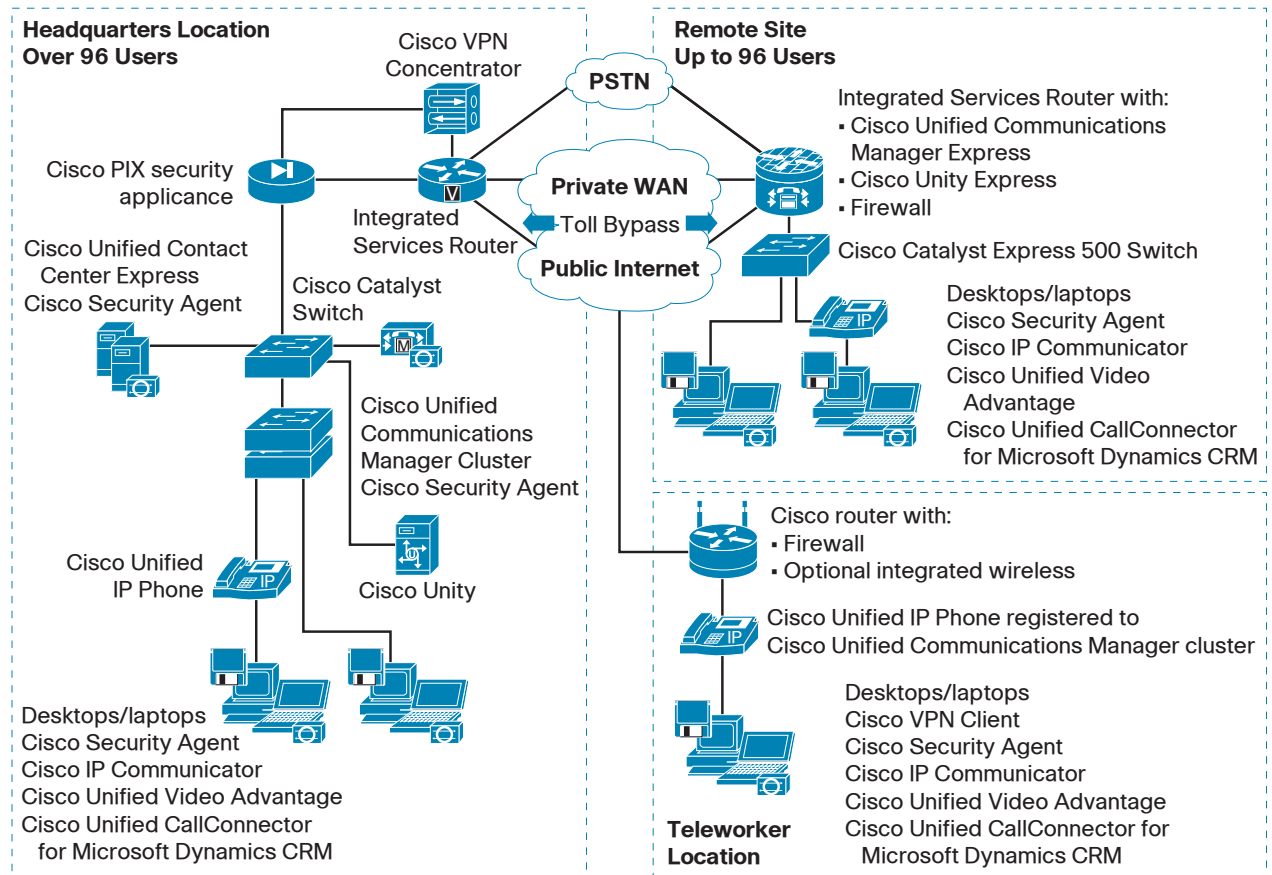 Headquarters Location
Over 96 Users
Cisco VPN
Concentrator
Cisco PIX security
applicance
V
Integrated
Services Router
Cisco Unified Contact
Center Express
Cisco Security Agent
Cisco Catalyst
Switch
M
Cisco Unified
Communications
Manager Cluster
Cisco Security Agent
Cisco Unified
IP Phone
IP
Cisco Unity
Desktops/laptops
Cisco Security Agent
Cisco IP Communicator
Cisco Unified Video Advantage
Cisco Unified CallConnector
for Microsoft Dynamics CRM
PSTN
Private WAN
Toll Bypass
Public Internet
Remote Site
Up to 96 Users
Integrated Services Router with:
▪ Cisco Unified Communications
Manager Express
▪ Cisco Unity Express
▪ Firewall
Cisco Catalyst Express 500 Switch
IP
Desktops/laptops
Cisco Security Agent
Cisco IP Communicator
Cisco Unified Video
Advantage
Cisco Unified CallConnector
for Microsoft Dynamics CRM
Cisco router with:
▪ Firewall
▪ Optional integrated wireless
IP
Cisco Unified IP Phone registered to
Cisco Unified Communications Manager cluster
Desktops/laptops
Cisco VPN Client
Cisco Security Agent
Cisco IP Communicator
Cisco Unified Video Advantage
Cisco Unified CallConnector for
Microsoft Dynamics CRM
Teleworker
Location